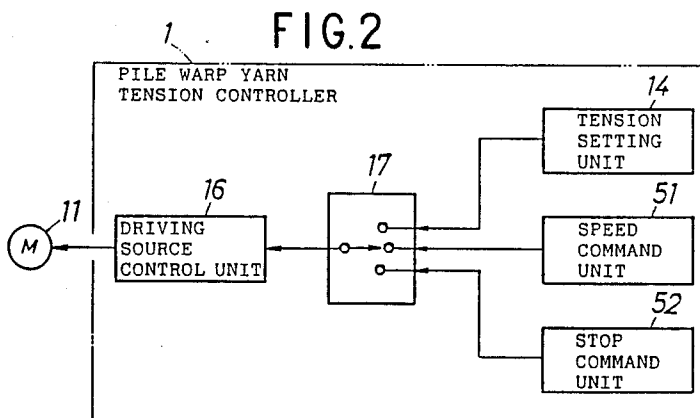 FIG.2
1
PILE WARP YARN
TENSION CONTROLLER
14
TENSION
SETTING
UNIT
17
16
11
M
DRIVING
SOURCE
CONTROL UNIT
51
SPEED
COMMAND
UNIT
52
STOP
COMMAND
UNIT